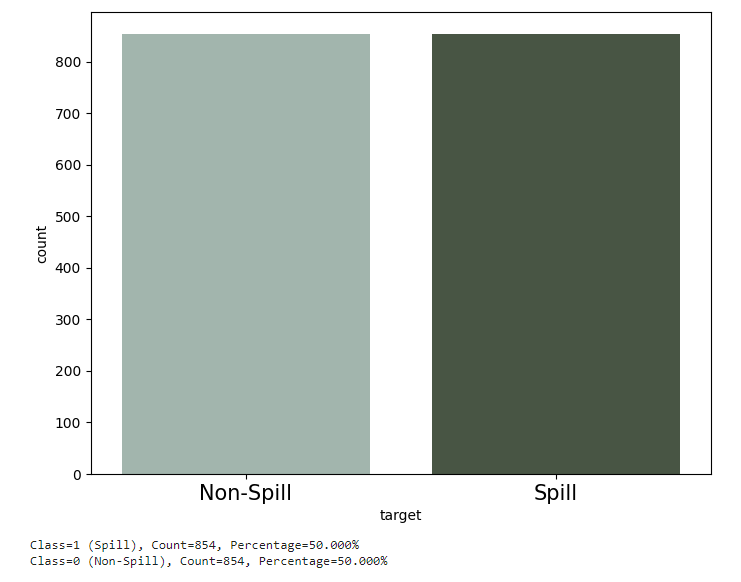 800
700
600
500
400
300
200
100
0
count
Non-Spill Spill
target
Class=1 (Spill), Count=854, Percentage=50.000%
Class=0 (Non-Spill), Count=854, Percentage=50.000%